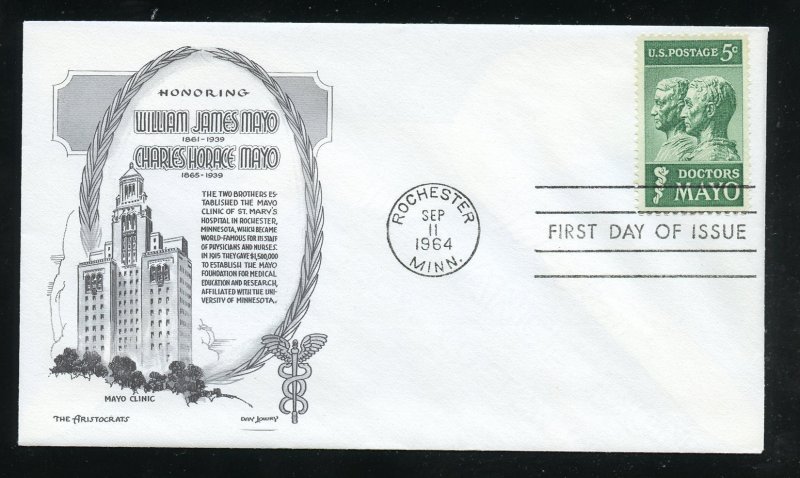 HONORING
WILLIAM JAMES MAYO
1861-1939
CHARLES HORACE MAYO
1865-1939
THE TWO BROTHERS ES-
TABLISHED THE MAYO
CLINIC OF ST. MARY'S
HOSPITAL IN ROCHESTER,
MINNESOTA, WHICH BECAME
WORLD-FAMOUS FOR ITS STAFF
OF PHYSICIANS AND NURSES.
IN 1915 THEY GAVE $1,500,000
TO ESTABLISH THE MAYO
FOUNDATION FOR MEDICAL
EDUCATION AND RESEARCH,
AFFILIATED WITH THE UNI-
VERSITY OF MINNESOTA.
MAYO CLINIC
THE ARISTOCRATS
DAY LOWRY
ROCHESTER
SEP
11
1964
MINN.
U.S. POSTAGE 5c
DOCTORS
MAYO
FIRST DAY OF ISSUE